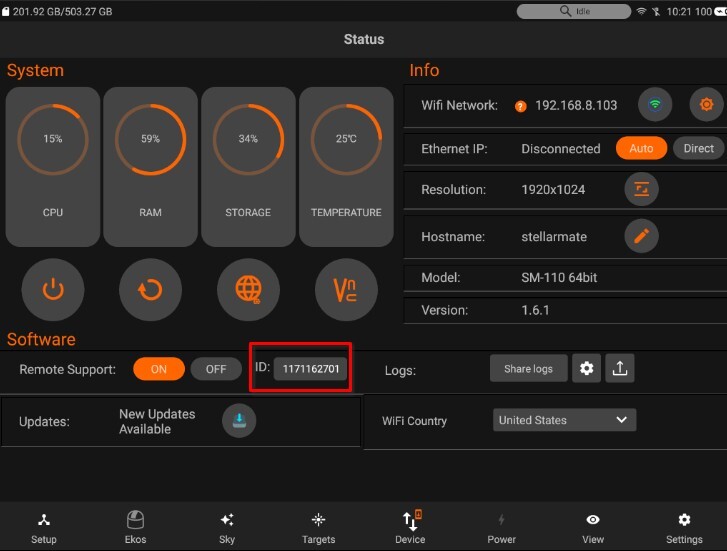 201.92 GB/503.27 GB
Idle
10:21 100
Status
System
15%
CPU
59%
RAM
34%
STORAGE
25℃
TEMPERATURE
Vnc
Info
Wifi Network: ? 192.168.8.103
Ethernet IP: Disconnected Auto Direct
Resolution: 1920x1024
Hostname: stellarmate
Model: SM-110 64bit
Version: 1.6.1
Software
Remote Support: ON OFF ID: 1171162701
Logs: Share logs
Updates: New Updates
Available
WiFi Country United States
Setup
Ekos
Sky
Targets
Device
Power
View
Settings